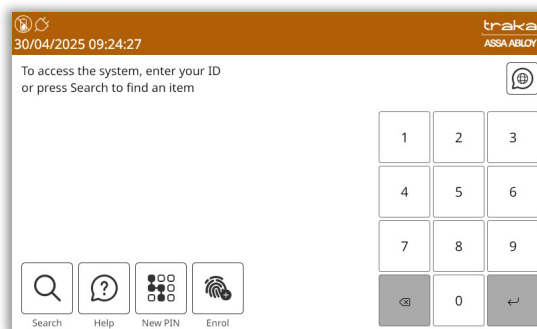 30/04/2025 09:24:27
traka
ASSA ABLOY
To access the system, enter your ID
or press Search to find an item
1 2 3
4 5 6
7 8 9
0
Search Help New PIN Enrol